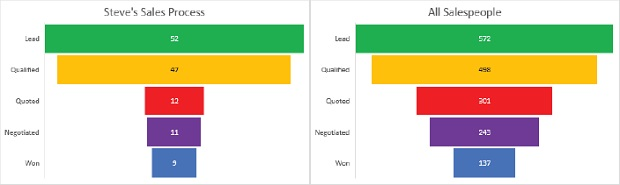 Steve's Sales Process
Lead 52
Qualified 47
Quoted 12
Negotiated 11
Won 9
All Salespeople
Lead 572
Qualified 498
Quoted 301
Negotiated 243
Won 137